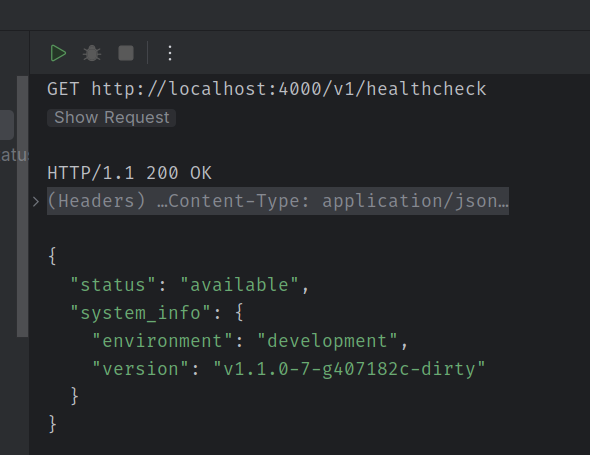 GET http://localhost:4000/v1/healthcheck
Show Request
HTTP/1.1 200 OK
(Headers) …Content-Type: application/json…
{
  "status": "available",
  "system_info": {
    "environment": "development",
    "version": "v1.1.0-7-g407182c-dirty"
  }
}